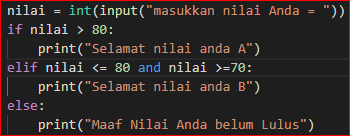 nilai = int(input("masukkan nilai Anda = "))
if nilai > 80:
    print("Selamat nilai anda A")
elif nilai <= 80 and nilai >=70:
    print("Selamat nilai anda B")
else:
    print("Maaf Nilai Anda belum Lulus")